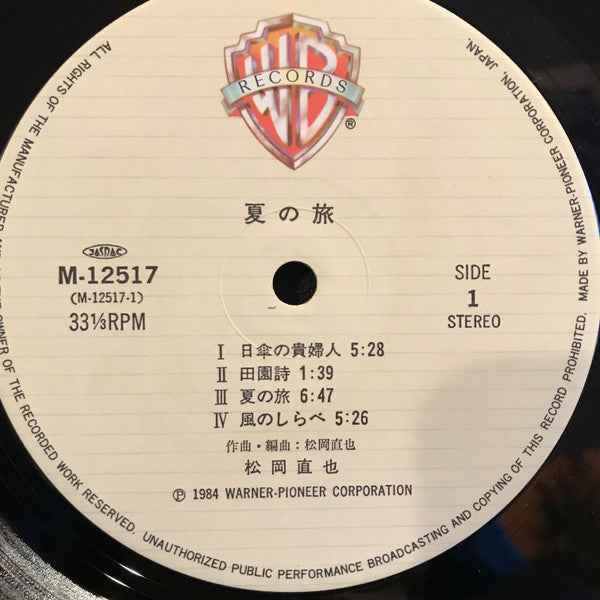 WB
RECORDS
®
夏の旅
JASRAC
M-12517
(M-12517-1)
33⅓RPM
SIDE
1
STEREO
I 日傘の貴婦人 5:28
II 田園詩 1:39
III 夏の旅 6:47
IV 風のしらべ 5:26
作曲・編曲：松岡直也
松岡直也
Ⓟ 1984 WARNER-PIONEER CORPORATION
ALL RIGHTS OF THE MANUFACTURER OWNER OF THE RECORDED WORK RESERVED. UNAUTHORIZED PUBLIC PERFORMANCE BROADCASTING AND COPYING OF THIS RECORD PROHIBITED. MADE BY WARNER-PIONEER CORPORATION, JAPAN.